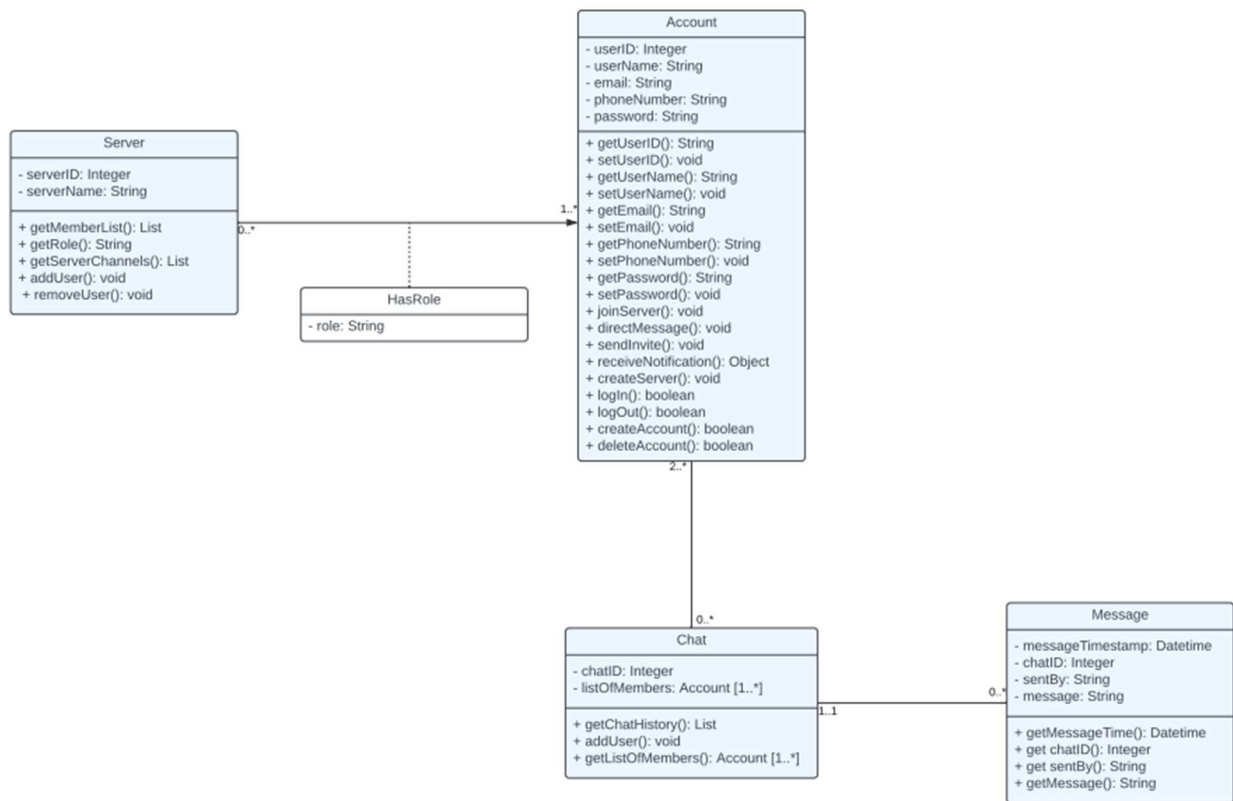 Account
- userID: Integer
- userName: String
- email: String
- phoneNumber: String
- password: String
+ getUserID(): String
+ setUserID(): void
+ getUserName(): String
+ setUserName(): void
+ getEmail(): String
+ setEmail(): void
+ getPhoneNumber(): String
+ setPhoneNumber(): void
+ getPassword(): String
+ setPassword(): void
+ joinServer(): void
+ directMessage(): void
+ sendInvite(): void
+ receiveNotification(): Object
+ createServer(): void
+ logIn(): boolean
+ logOut(): boolean
+ createAccount(): boolean
+ deleteAccount(): boolean
Server
- serverID: Integer
- serverName: String
+ getMemberList(): List
+ getRole(): String
+ getServerChannels(): List
+ addUser(): void
+ removeUser(): void
0..*
1..*
HasRole
- role: String
2..*
0..*
Chat
- chatID: Integer
- listOfMembers: Account [1..*]
+ getChatHistory(): List
+ addUser(): void
+ getListOfMembers(): Account [1..*]
1..1
0..*
Message
- messageTimestamp: Datetime
- chatID: Integer
- sentBy: String
- message: String
+ getMessageTime(): Datetime
+ get chatID(): Integer
+ get sentBy(): String
+ getMessage(): String